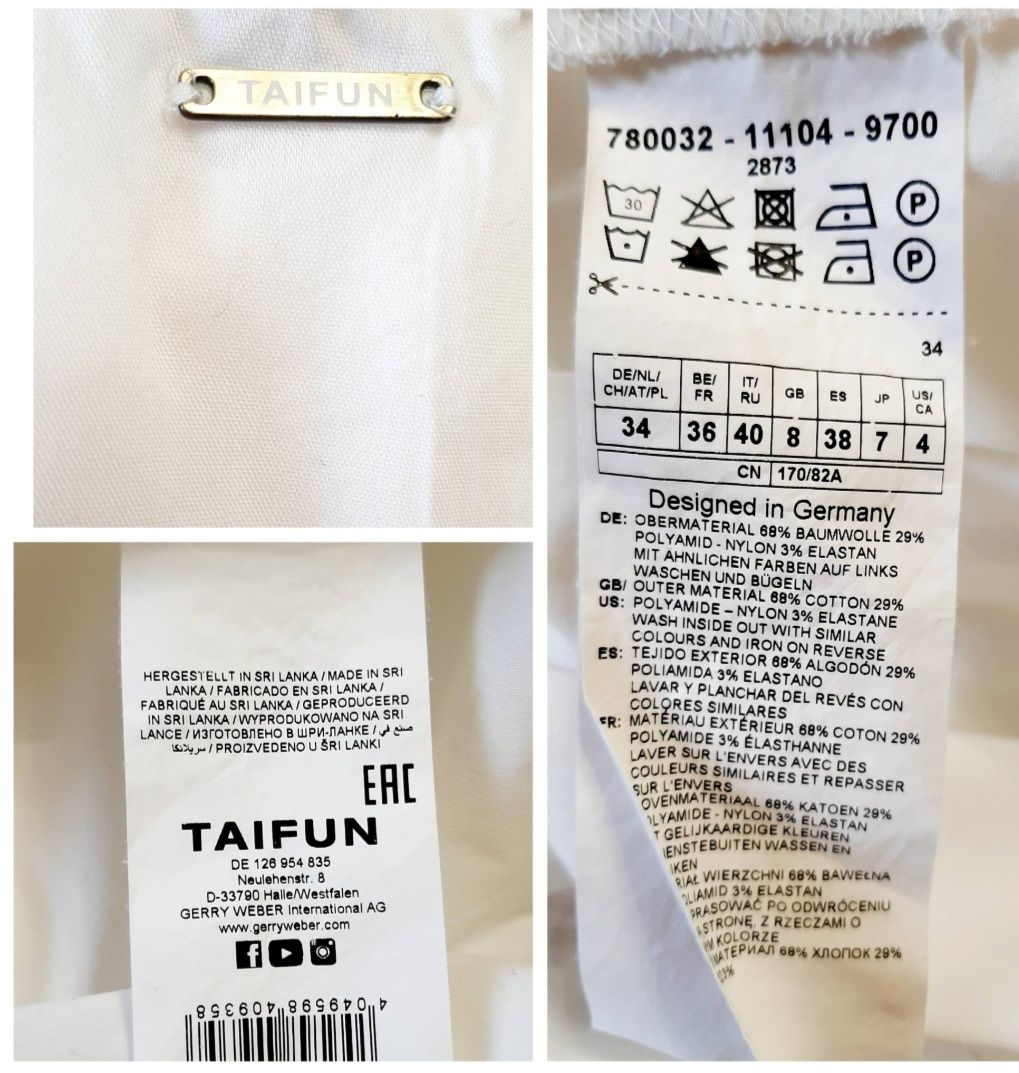 TAIFUN
HERGESTELLT IN SRI LANKA / MADE IN SRI
LANKA / FABRICADO EN SRI LANKA /
FABRIQUÉ AU SRI LANKA / GEPRODUCEERD
IN SRI LANKA / WYPRODUKOWANO NA SRI
LANCE / ИЗГОТОВЛЕНО В ШРИ-ЛАНКЕ / صنع في
سريلانكا / PROIZVEDENO U ŠRI LANKI
EAC
TAIFUN
DE 126 954 835
Neulehenstr. 8
D-33790 Halle/Westfalen
GERRY WEBER International AG
www.gerryweber.com
4 049598 409358
780032 - 11104 - 9700
2873
30
P
P
34
DE/NL/ BE/ IT/ GB ES JP US/
CH/AT/PL FR RU CA
34 36 40 8 38 7 4
CN 170/82A
Designed in Germany
DE: OBERMATERIAL 68% BAUMWOLLE 29%
POLYAMID - NYLON 3% ELASTAN
MIT ÄHNLICHEN FARBEN AUF LINKS
WASCHEN UND BÜGELN
GB/ OUTER MATERIAL 68% COTTON 29%
US: POLYAMIDE – NYLON 3% ELASTANE
WASH INSIDE OUT WITH SIMILAR
COLOURS AND IRON ON REVERSE
ES: TEJIDO EXTERIOR 68% ALGODÓN 29%
POLIAMIDA 3% ELASTANO
LAVAR Y PLANCHAR DEL REVÉS CON
COLORES SIMILARES
FR: MATÉRIAU EXTÉRIEUR 68% COTON 29%
POLYAMIDE 3% ÉLASTHANNE
LAVER SUR L'ENVERS AVEC DES
COULEURS SIMILAIRES ET REPASSER
SUR L'ENVERS
OVENMATERIAAL 68% KATOEN 29%
LYAMIDE - NYLON 3% ELASTAN
T GELIJKAARDIGE KLEUREN
ENSTEBUITEN WASSEN EN
IKEN
RIAŁ WIERZCHNI 68% BAWEŁNA
LIAMID 3% ELASTAN
PRASOWAĆ PO ODWRÓCENIU
STRONĘ, Z RZECZAMI O
M KOLORZE
МАТЕРИАЛ 68% ХЛОПОК 29%
3%